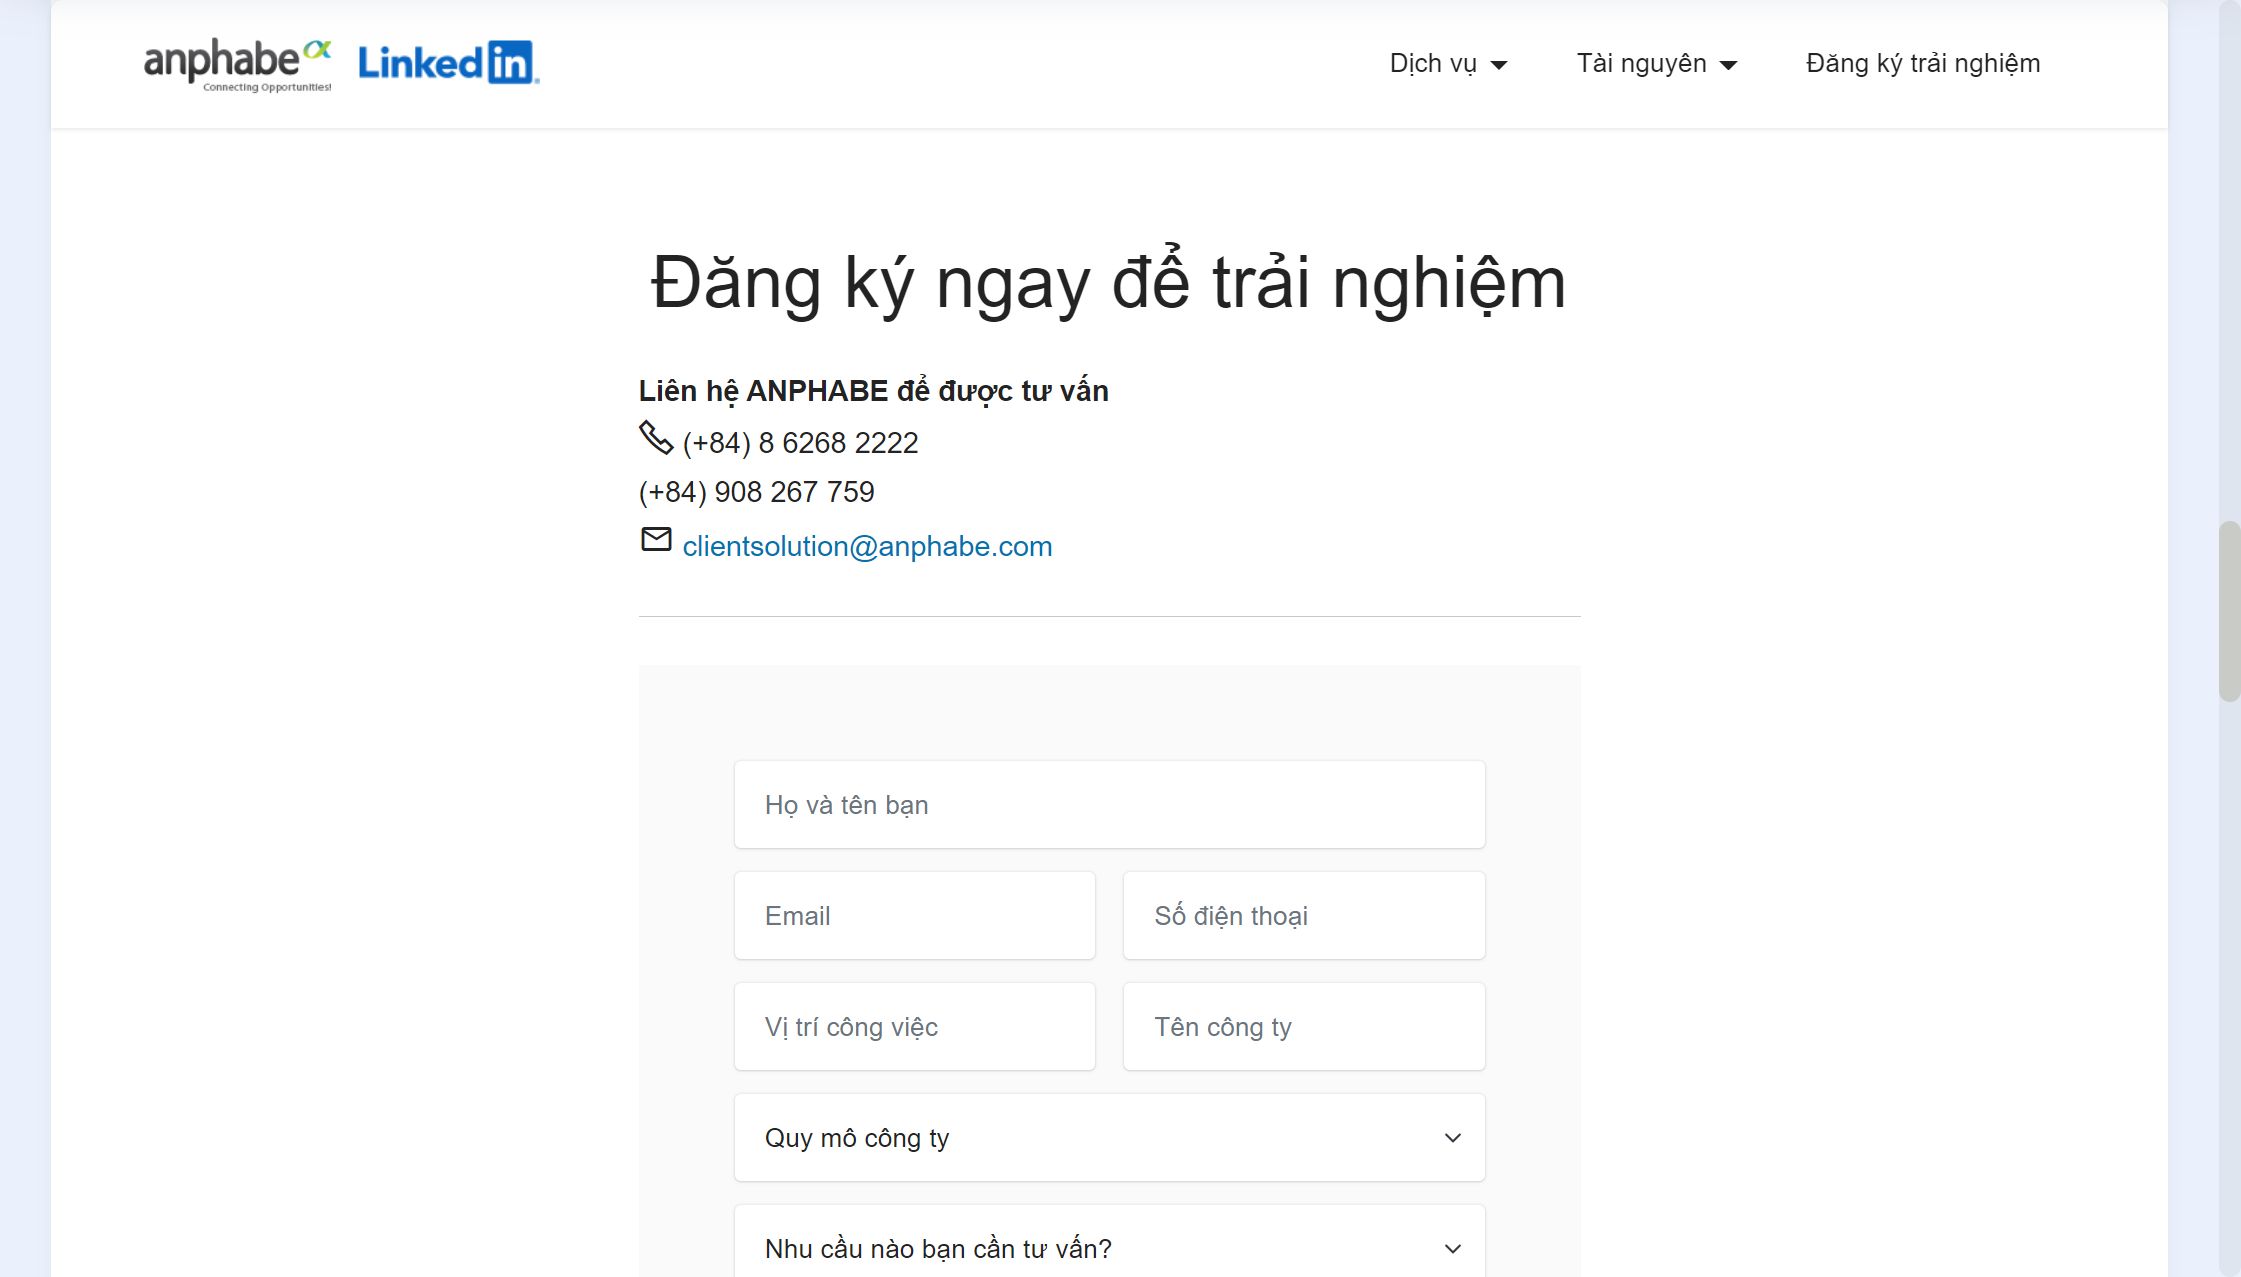 anphabe
Connecting Opportunities!
Linkedin
Dịch vụ
Tài nguyên
Đăng ký trải nghiệm
Đăng ký ngay để trải nghiệm
Liên hệ ANPHABE để được tư vấn
(+84) 8 6268 2222
(+84) 908 267 759
clientsolution@anphabe.com
Họ và tên bạn
Email
Số điện thoại
Vị trí công việc
Tên công ty
Quy mô công ty
Nhu cầu nào bạn cần tư vấn?